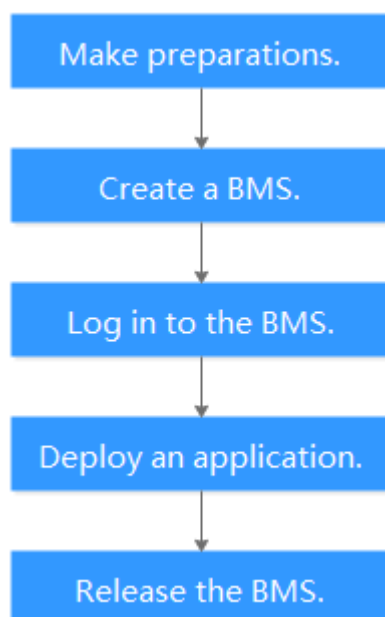 Make preparations.
Create a BMS.
Log in to the BMS.
Deploy an application.
Release the BMS.